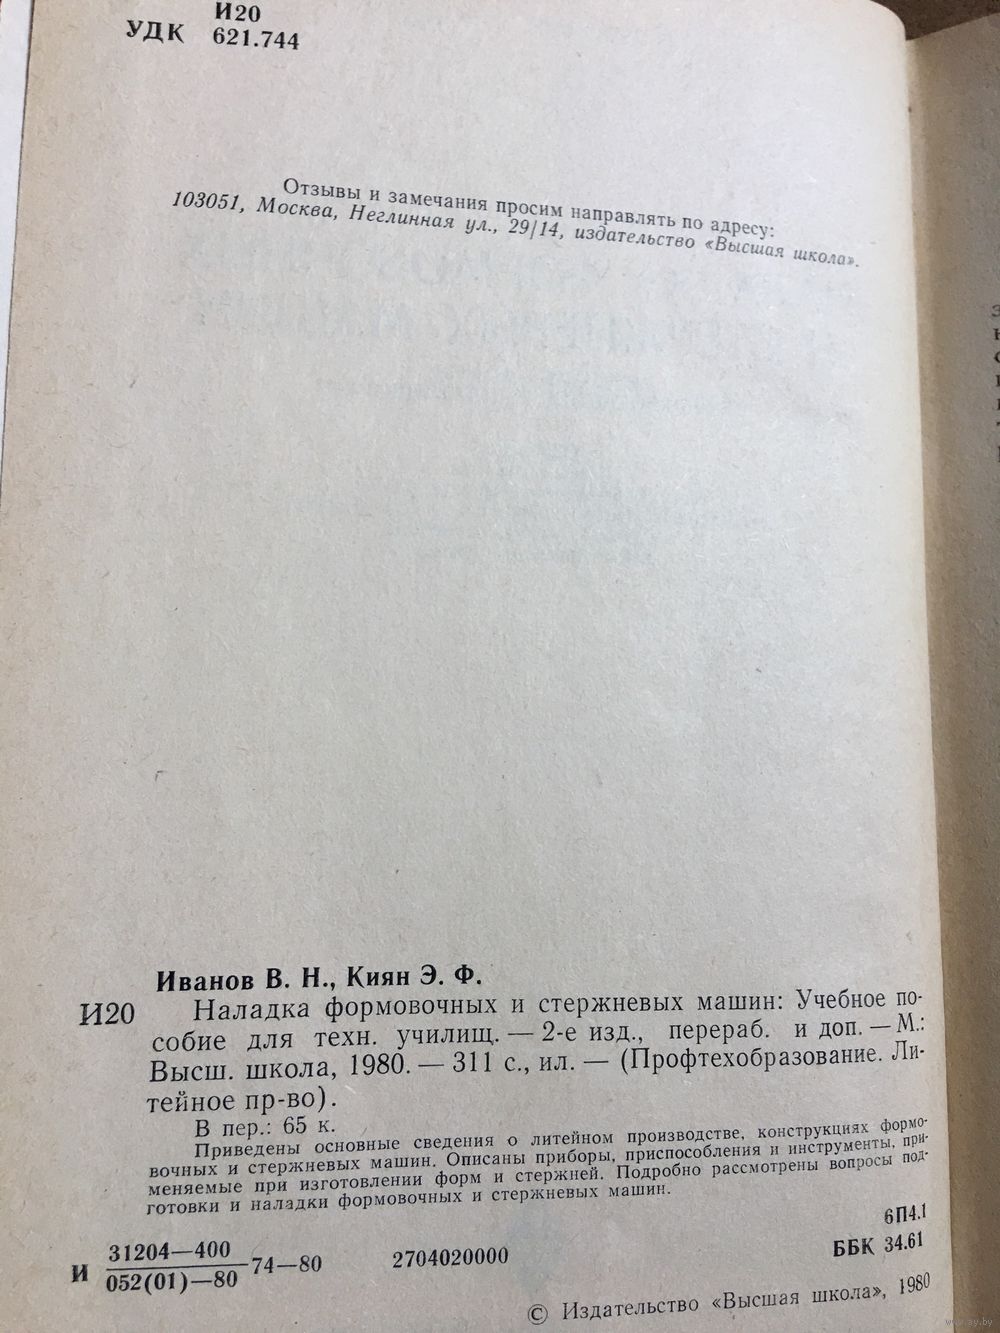 И20
УДК 621.744
Отзывы и замечания просим направлять по адресу:
103051, Москва, Неглинная ул., 29/14, издательство «Высшая школа».
Иванов В. Н., Киян Э. Ф.
И20 Наладка формовочных и стержневых машин: Учебное по-
собие для техн. училищ. — 2-е изд., перераб. и доп. — М.:
Высш. школа, 1980. — 311 с., ил. — (Профтехобразование. Ли-
тейное пр-во).
В пер.: 65 к.
Приведены основные сведения о литейном производстве, конструкциях формо-
вочных и стержневых машин. Описаны приборы, приспособления и инструменты, при-
меняемые при изготовлении форм и стержней. Подробно рассмотрены вопросы под-
готовки и наладки формовочных и стержневых машин.
6П4.1
ББК 34.61
31204—400
И 74—80 2704020000
052(01)—80
© Издательство «Высшая школа», 1980
www.ay.by